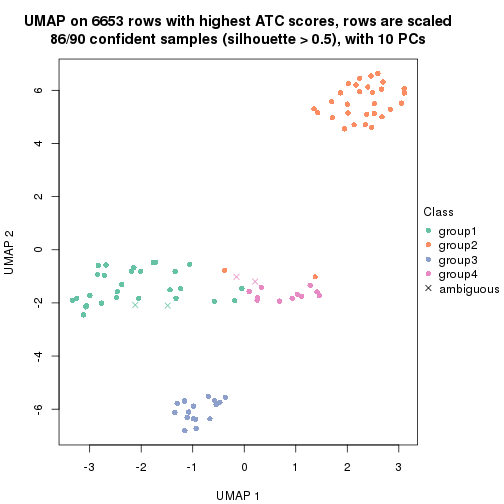 UMAP on 6653 rows with highest ATC scores, rows are scaled
86/90 confident samples (silhouette > 0.5), with 10 PCs
6
4
2
0
-2
-4
-6
UMAP 2
-3
-2
-1
0
1
2
3
UMAP 1
Class
group1
group2
group3
group4
ambiguous